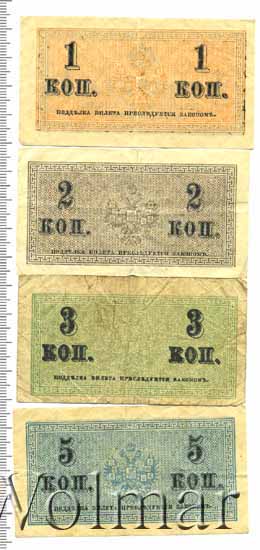 1 1
КОП. КОП.
ПОДДѢЛКА БИЛЕТА ПРЕСЛѢДУЕТСЯ ЗАКОНОМЪ.
2 2
КОП. КОП.
ПОДДѢЛКА БИЛЕТА ПРЕСЛѢДУЕТСЯ ЗАКОНОМЪ.
3 3
КОП. КОП.
ПОДДѢЛКА БИЛЕТА ПРЕСЛѢДУЕТСЯ ЗАКОНОМЪ.
5 5
КОП. КОП.
ПОДДѢЛКА БИЛЕТА ПРЕСЛѢДУЕТСЯ ЗАКОНОМЪ.
Wolmar